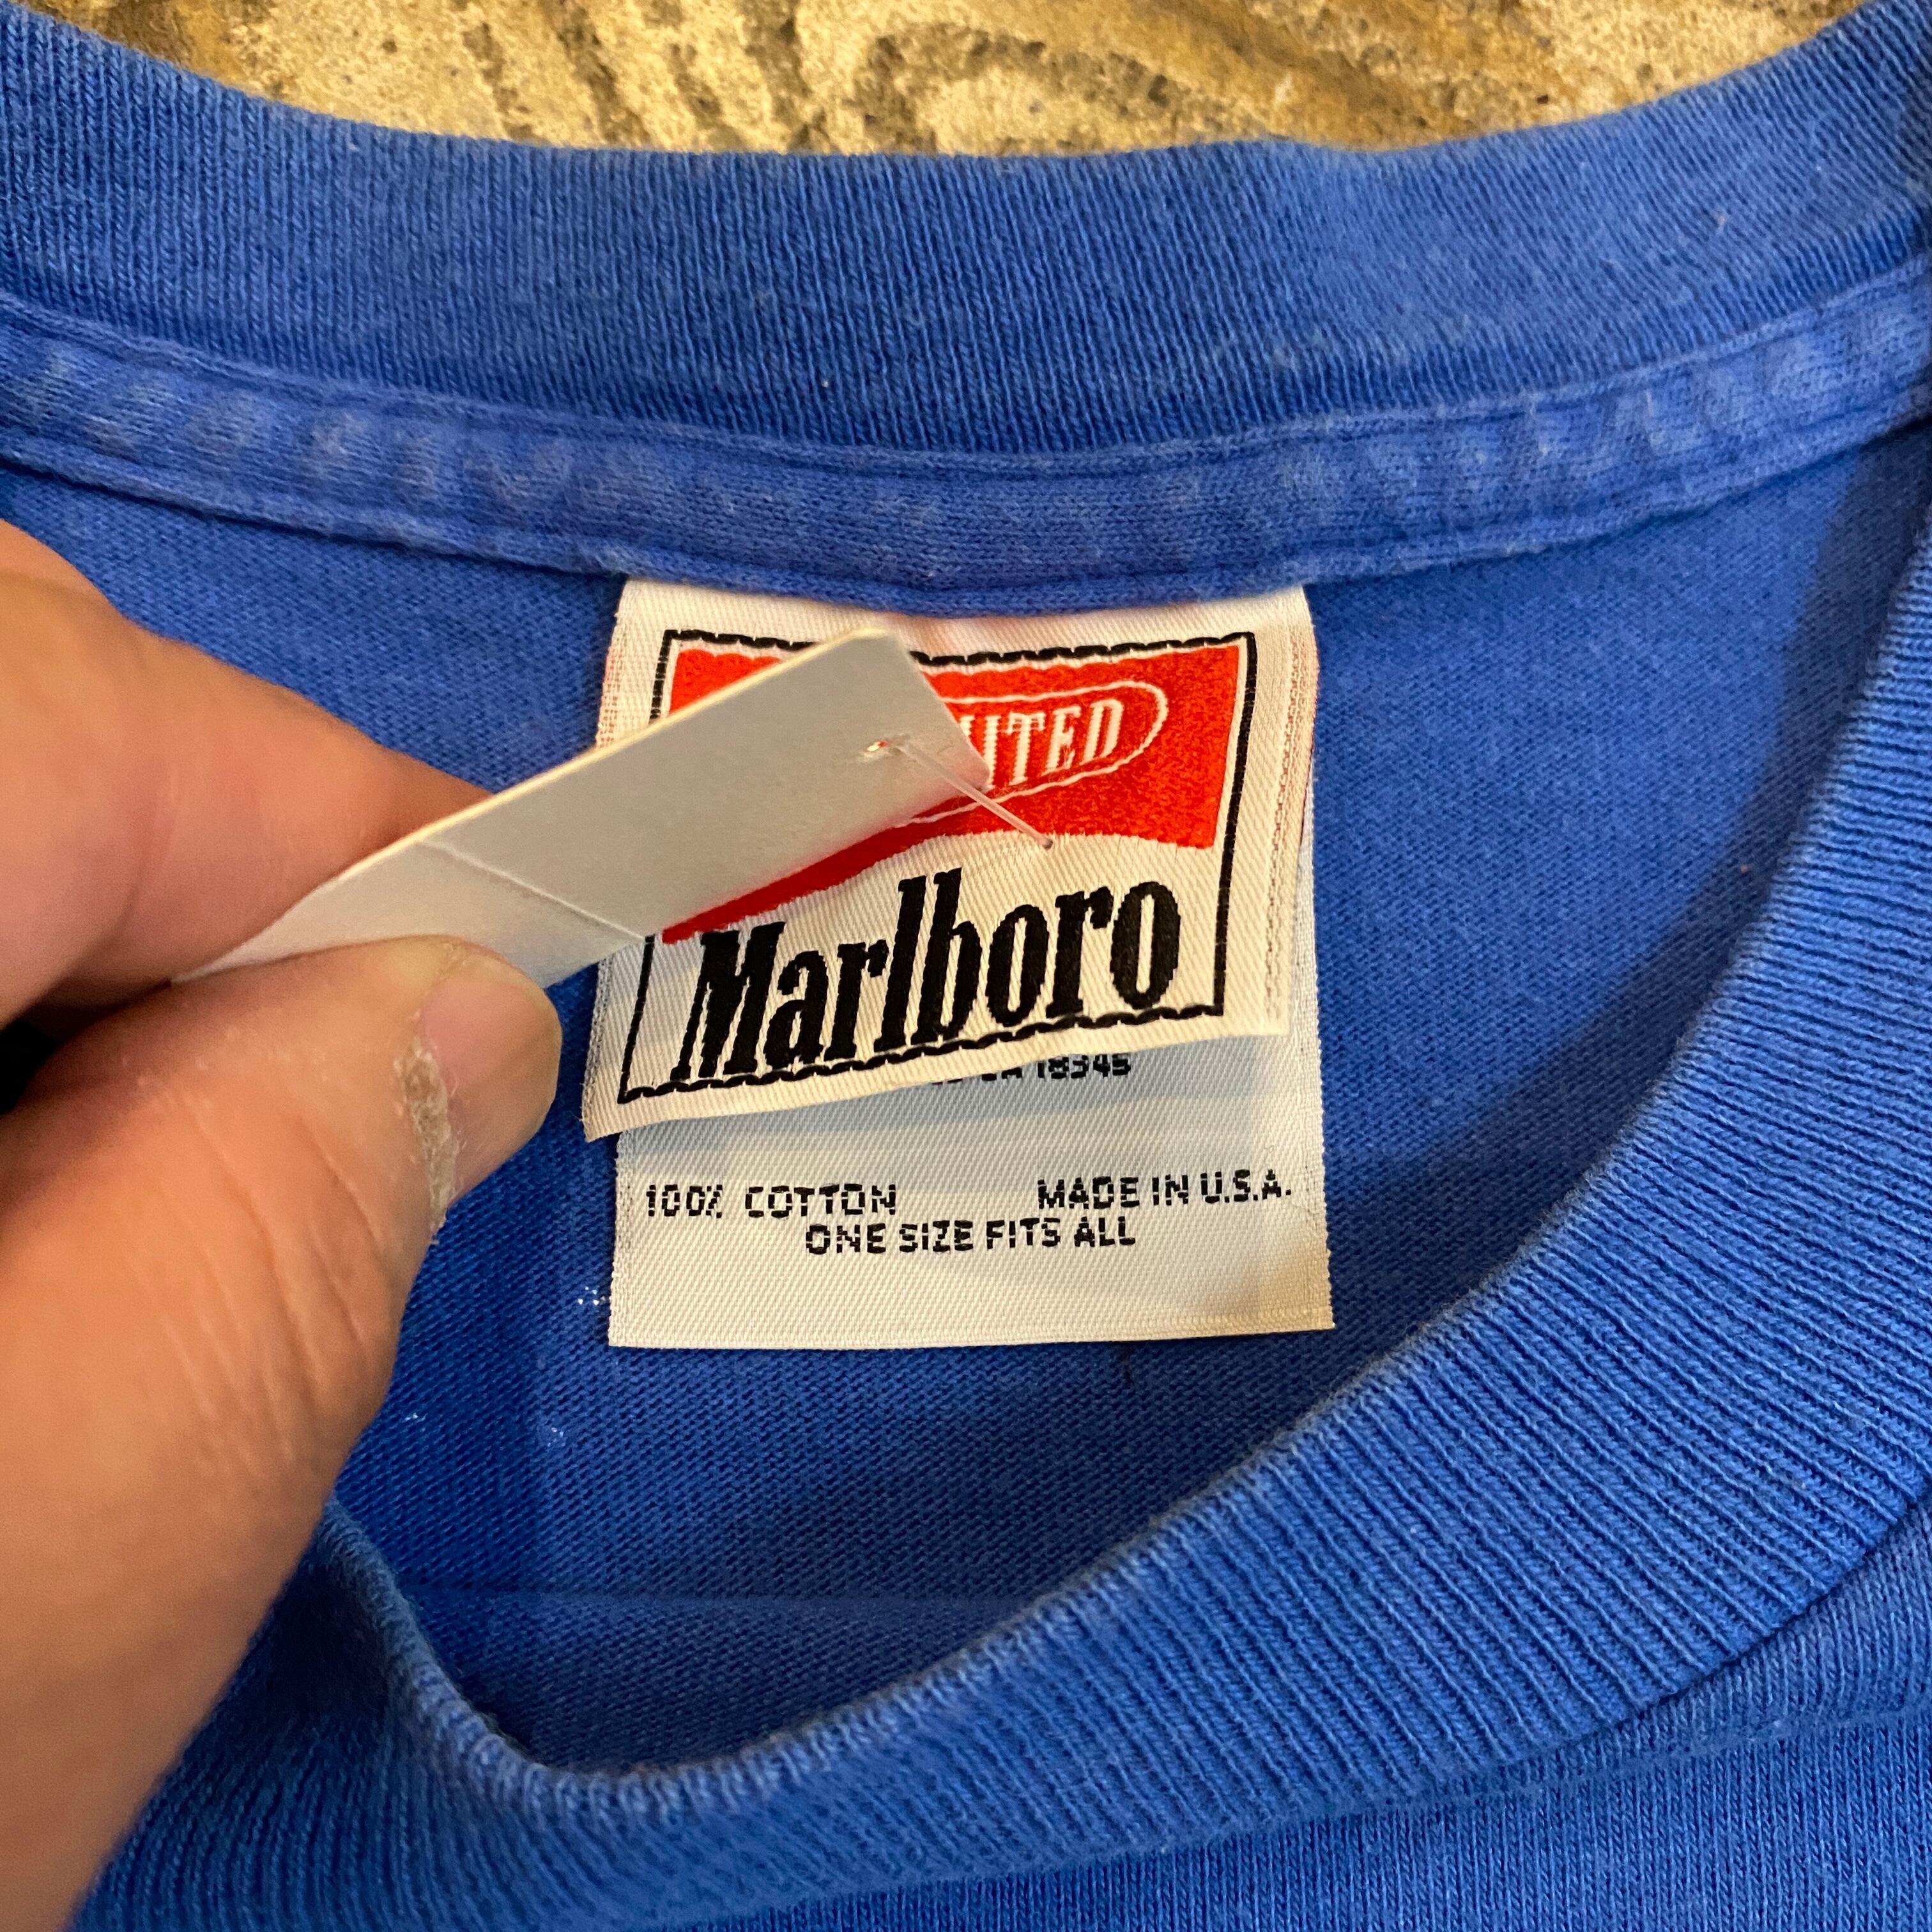 Marlboro
100% COTTON MADE IN U.S.A.
ONE SIZE FITS ALL